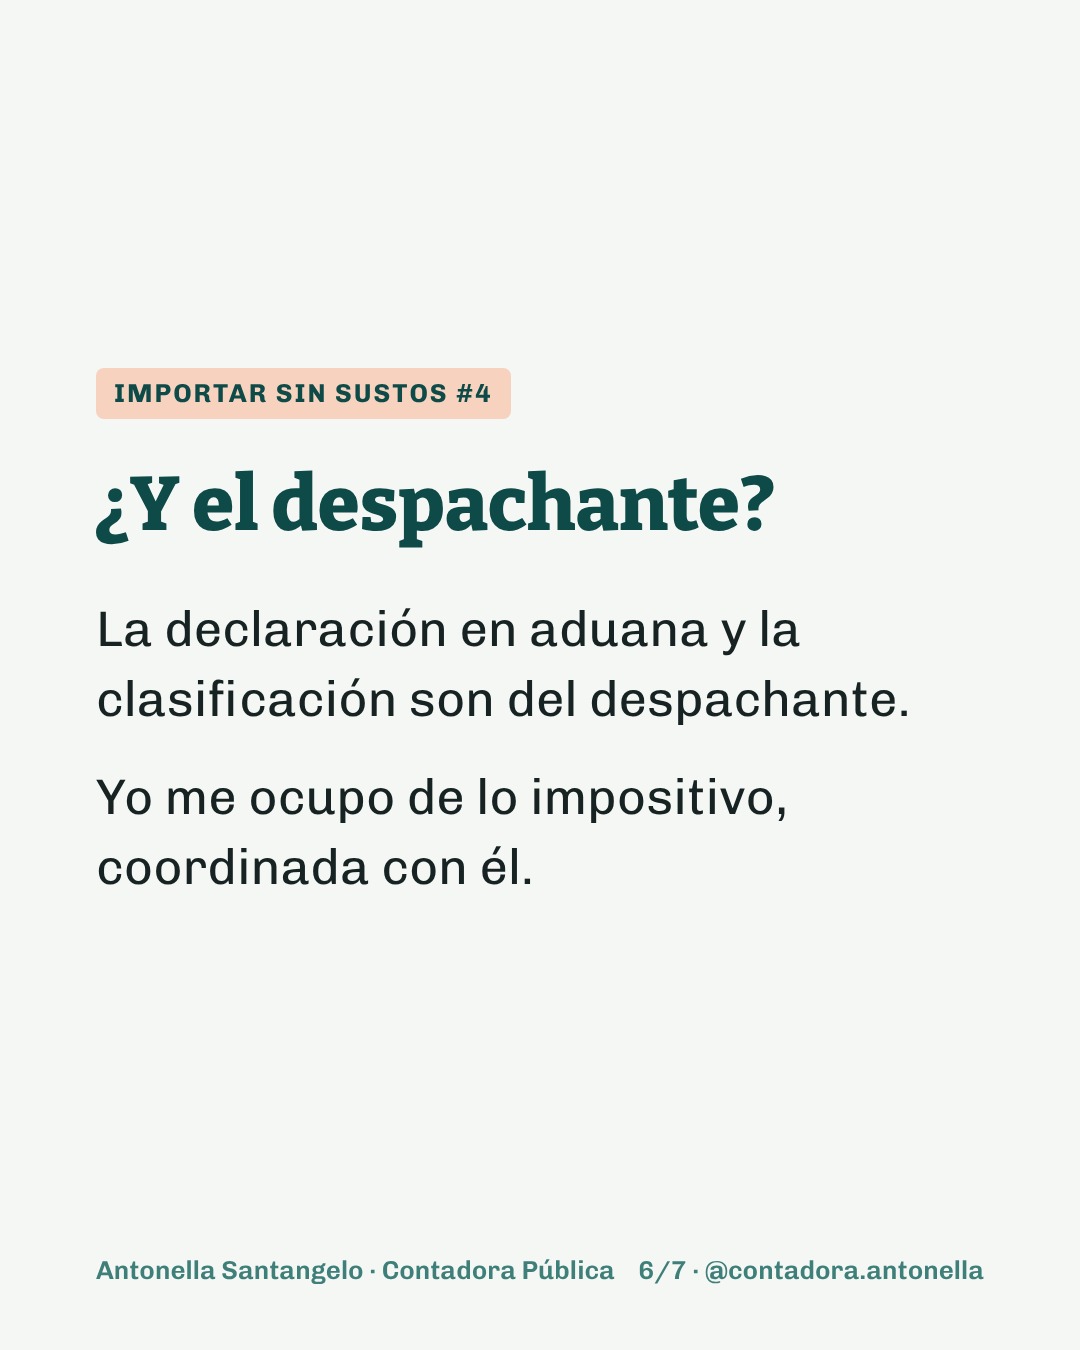 IMPORTAR SIN SUSTOS #4
¿Y el despachante?
La declaración en aduana y la
clasificación son del despachante.
Yo me ocupo de lo impositivo,
coordinada con él.
Antonella Santangelo · Contadora Pública 6/7 · @contadora.antonella